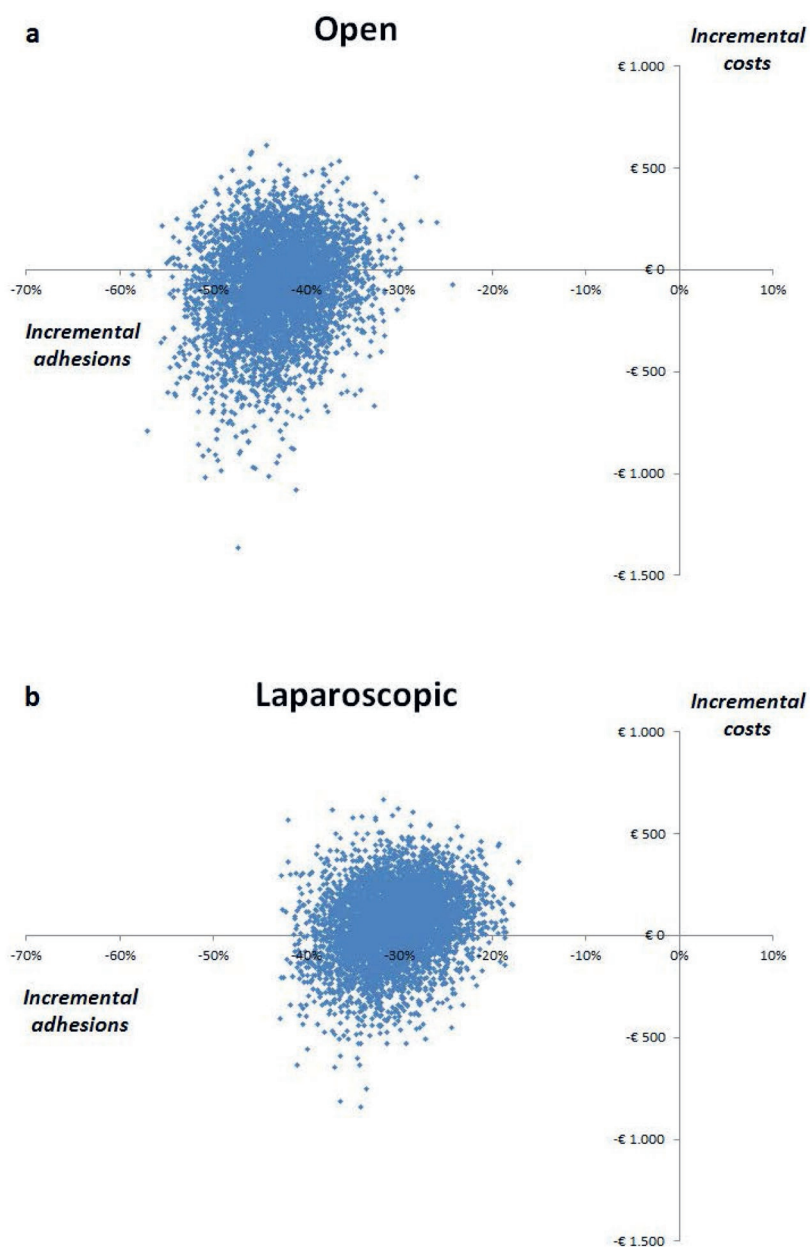 a
Open
Incremental
costs
€ 1.000
€ 500
€ 0
-70%
-60%
-50%
-40%
-30%
-20%
-10%
0%
10%
Incremental
adhesions
-€ 500
-€ 1.000
-€ 1.500
b
Laparoscopic
Incremental
costs
€ 1.000
€ 500
€ 0
-70%
-60%
-50%
-40%
-30%
-20%
-10%
0%
10%
Incremental
adhesions
-€ 500
-€ 1.000
-€ 1.500